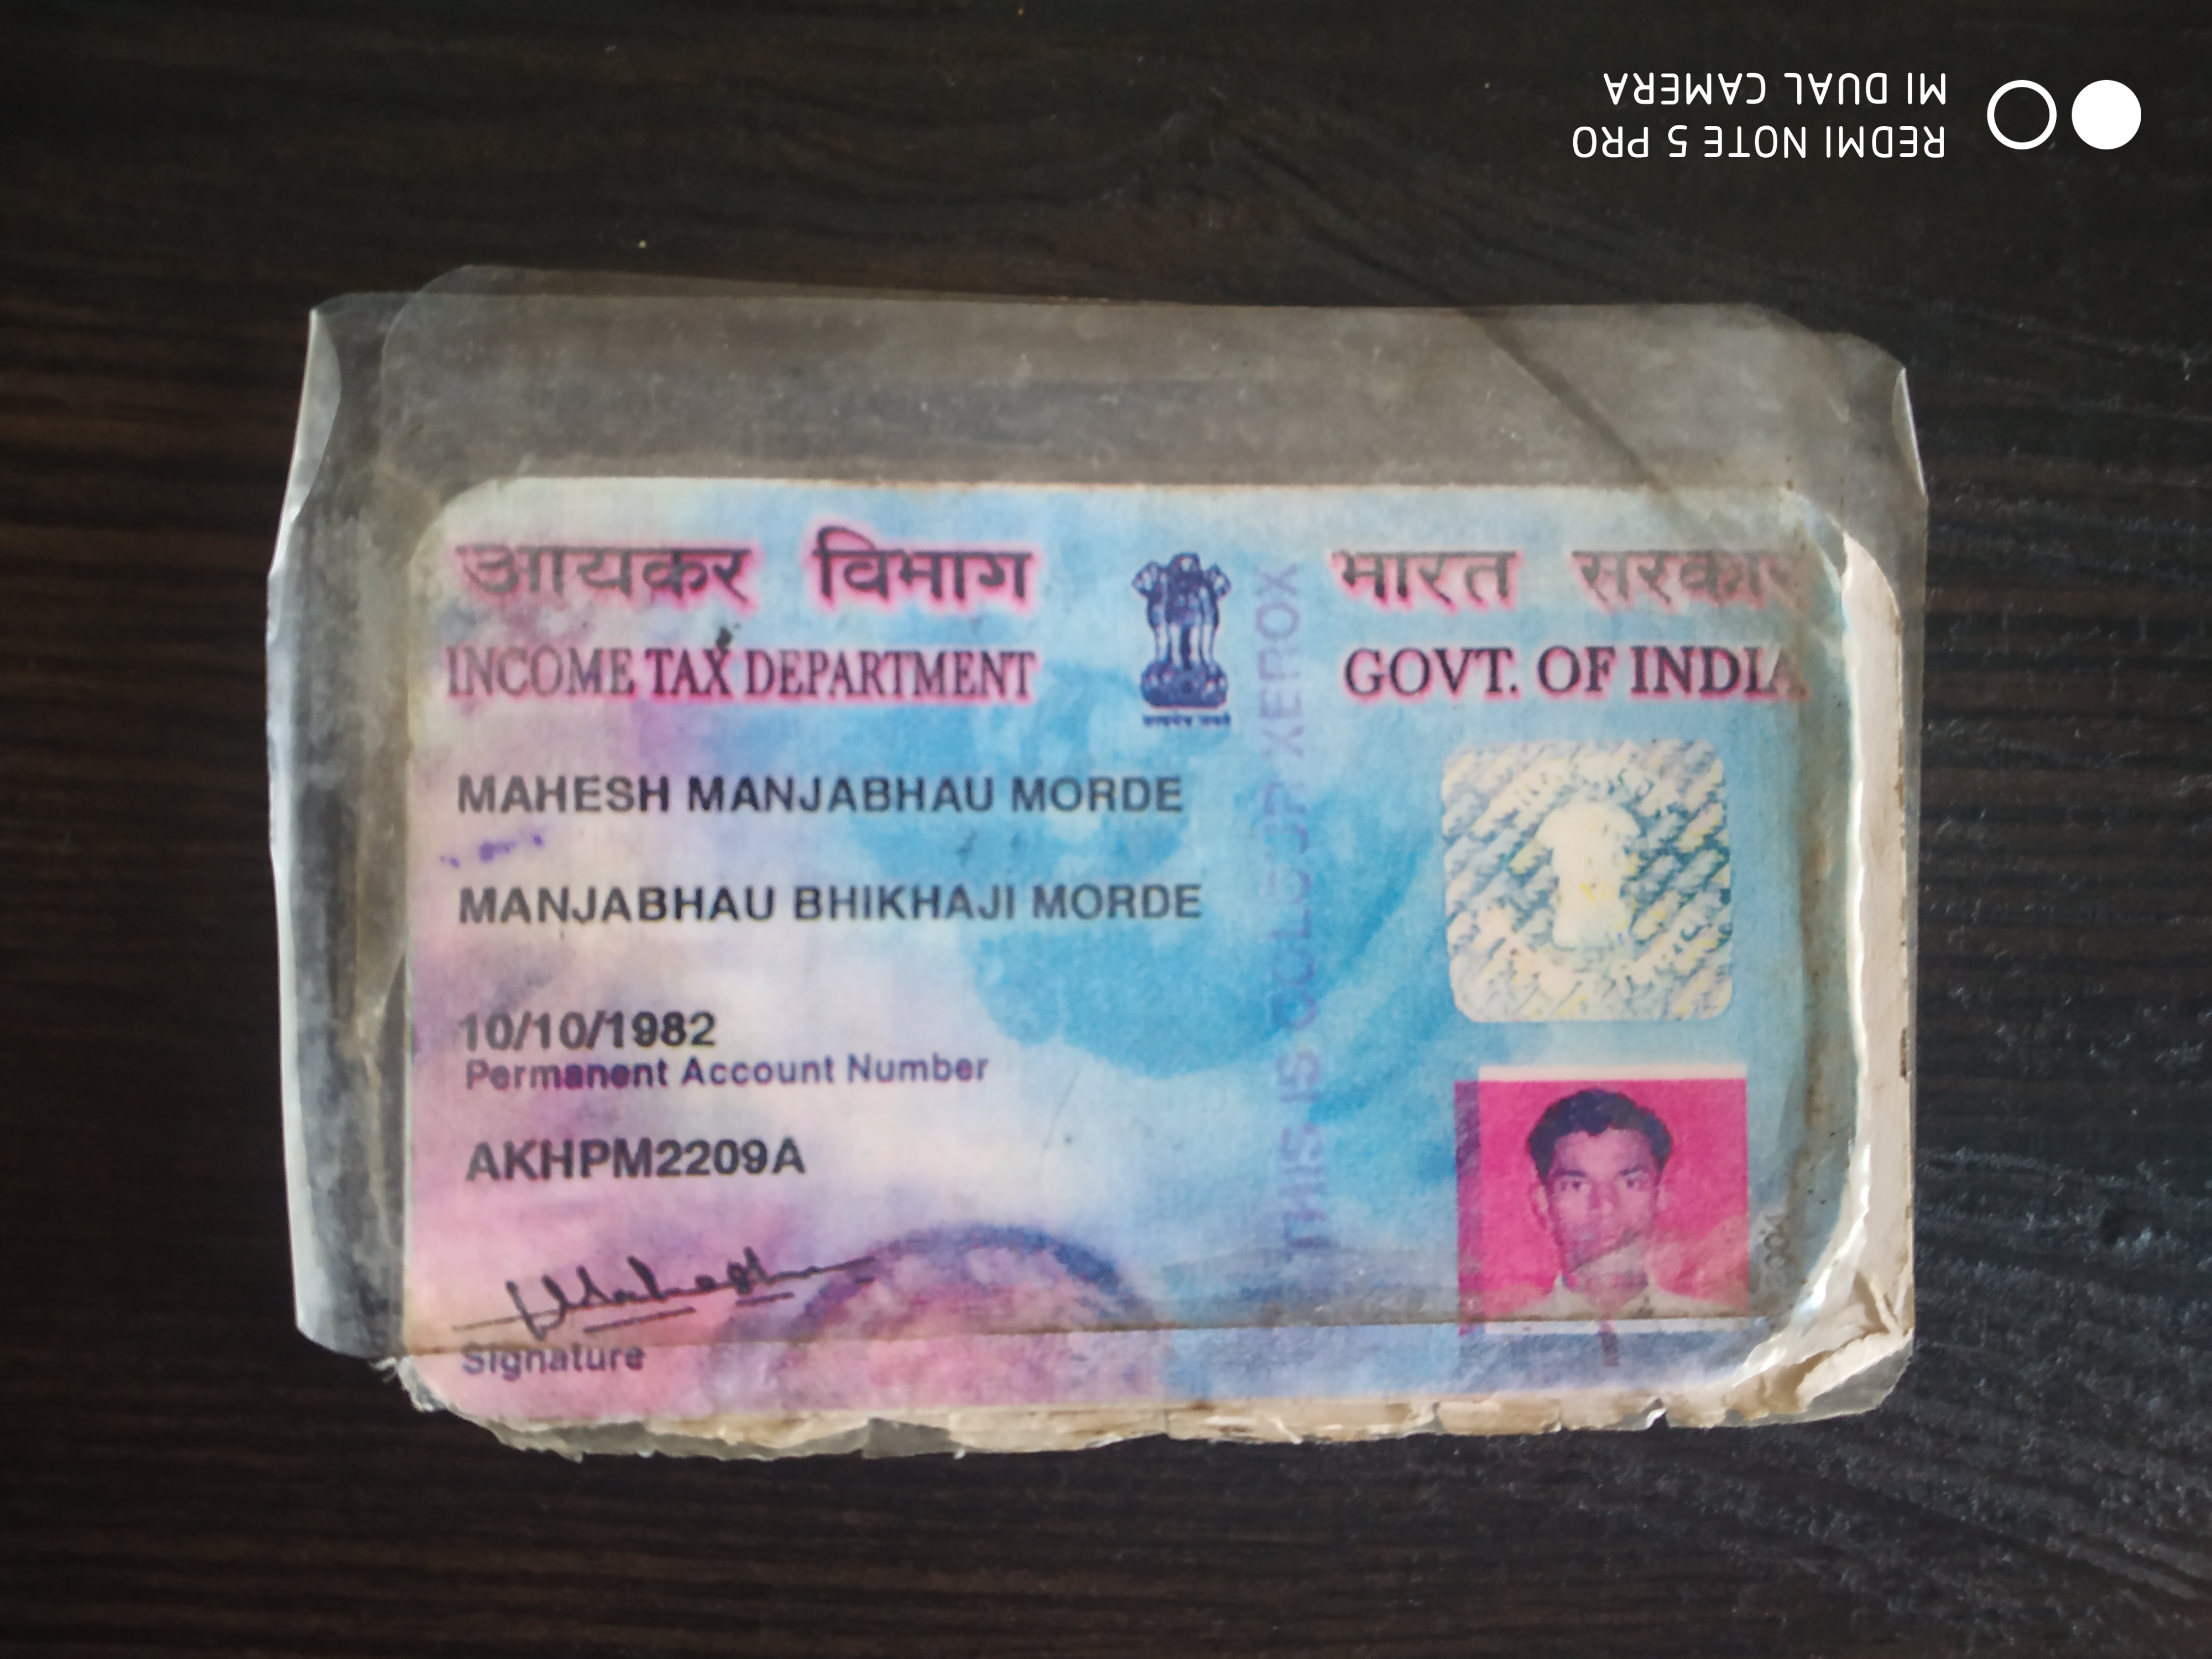 REDMI NOTE 5 PRO
MI DUAL CAMERA
आयकर विभाग
भारत सरकार
INCOME TAX DEPARTMENT
GOVT. OF INDIA
MAHESH MANJABHAU MORDE
MANJABHAU BHIKHAJI MORDE
10/10/1982
Permanent Account Number
AKHPM2209A
Signature
THIS IS COLOUR XEROX